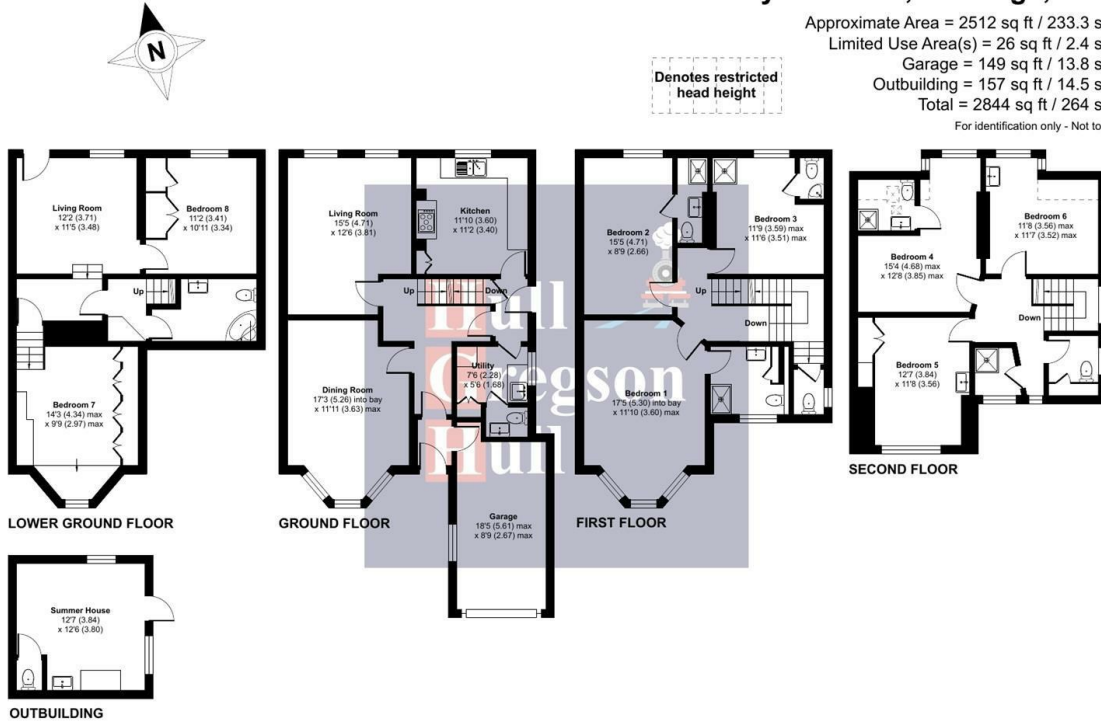 Approximate Area = 2512 sq ft / 233.3 s
Limited Use Area(s) = 26 sq ft / 2.4 s
Garage = 149 sq ft / 13.8 s
Outbuilding = 157 sq ft / 14.5 s
Total = 2844 sq ft / 264 s
For identification only - Not to
N
Denotes restricted
head height
Living Room
12'2 (3.71)
x 11'5 (3.48)
Bedroom 8
11'2 (3.41)
x 10'11 (3.34)
Up
Bedroom 7
14'3 (4.34) max
x 9'9 (2.97) max
LOWER GROUND FLOOR
Living Room
15'5 (4.71)
x 12'6 (3.81)
Kitchen
11'10 (3.60)
x 11'2 (3.40)
Up
Down
Utility
7'6 (2.28)
x 5'6 (1.68)
Dining Room
17'3 (5.26) into bay
x 11'11 (3.63) max
Garage
18'5 (5.61) max
x 8'9 (2.67) max
GROUND FLOOR
Hull
Gregson
Hull
Bedroom 2
15'5 (4.71)
x 8'9 (2.66)
Bedroom 3
11'9 (3.59) max
x 11'6 (3.51) max
Up
Down
Bedroom 1
17'5 (5.30) into bay
x 11'10 (3.60) max
FIRST FLOOR
Bedroom 6
11'8 (3.56) max
x 11'7 (3.52) max
Bedroom 4
15'4 (4.68) max
x 12'8 (3.85) max
Down
Bedroom 5
12'7 (3.84)
x 11'8 (3.56)
SECOND FLOOR
Summer House
12'7 (3.84)
x 12'6 (3.80)
OUTBUILDING